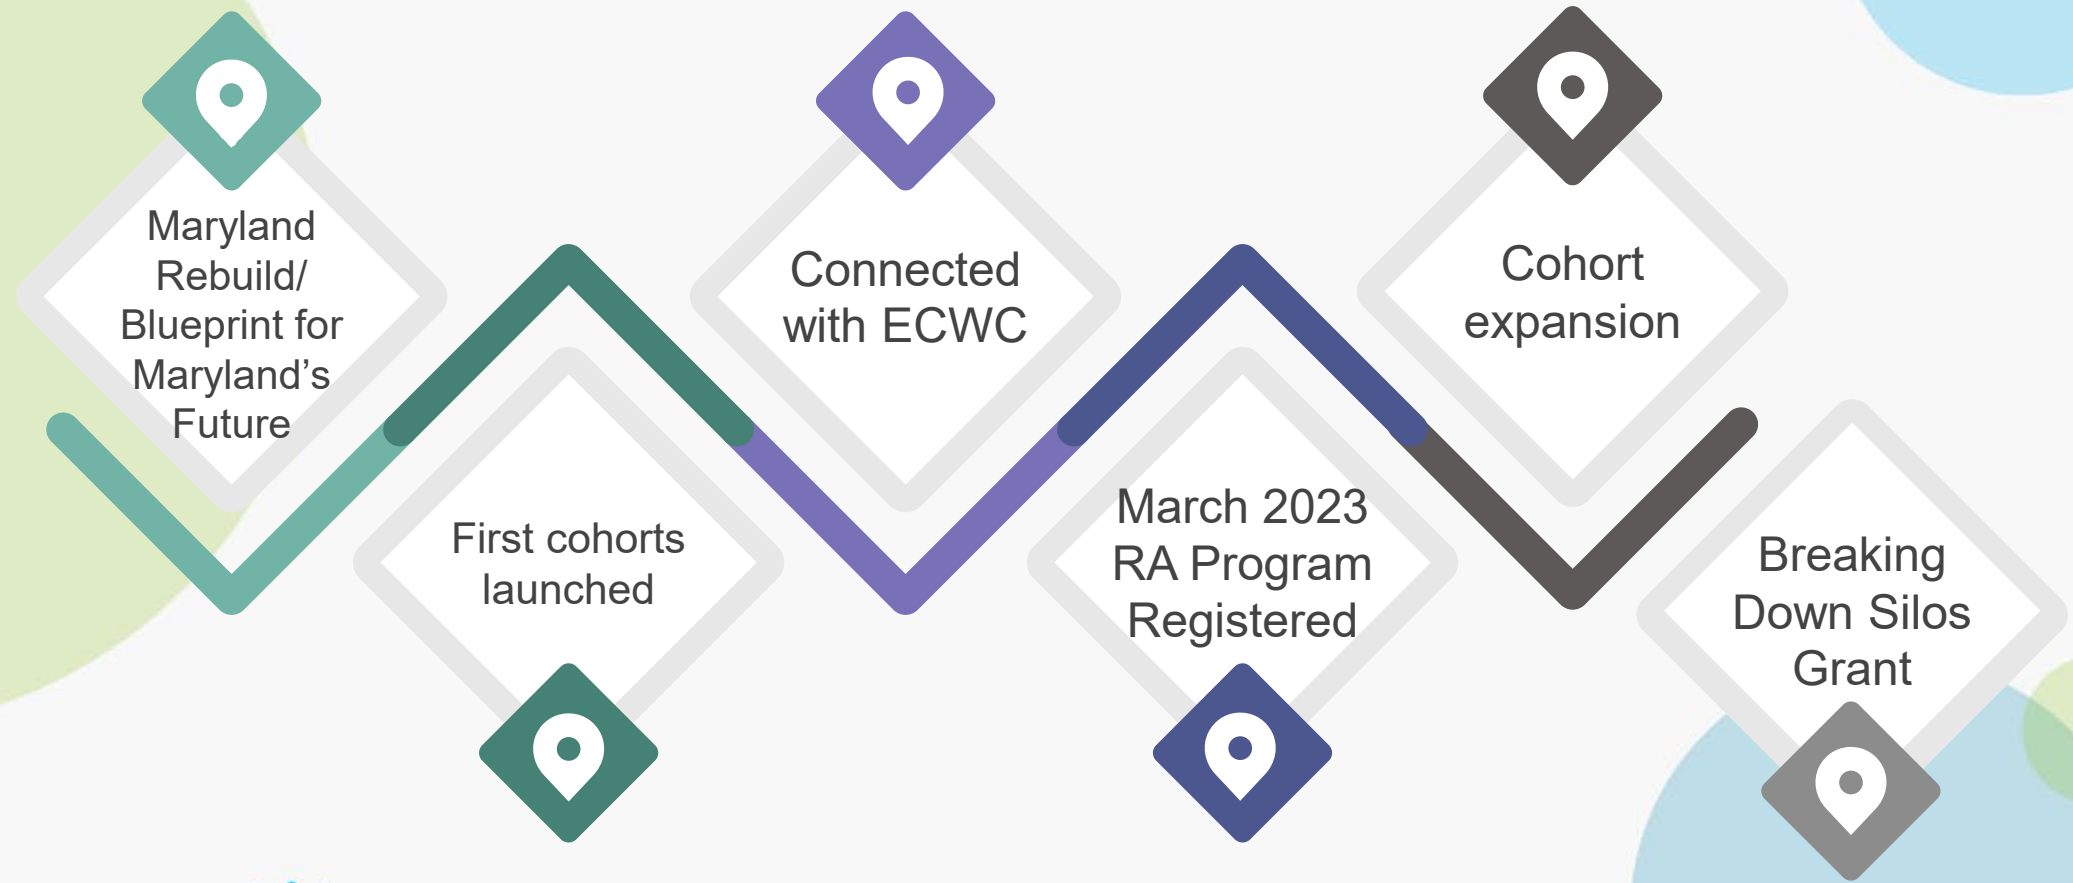 Maryland
Rebuild/
Blueprint for
Maryland’s
Future
First cohorts
launched
Connected
with ECWC
March 2023
RA Program
Registered
Cohort
expansion
Breaking
Down Silos
Grant